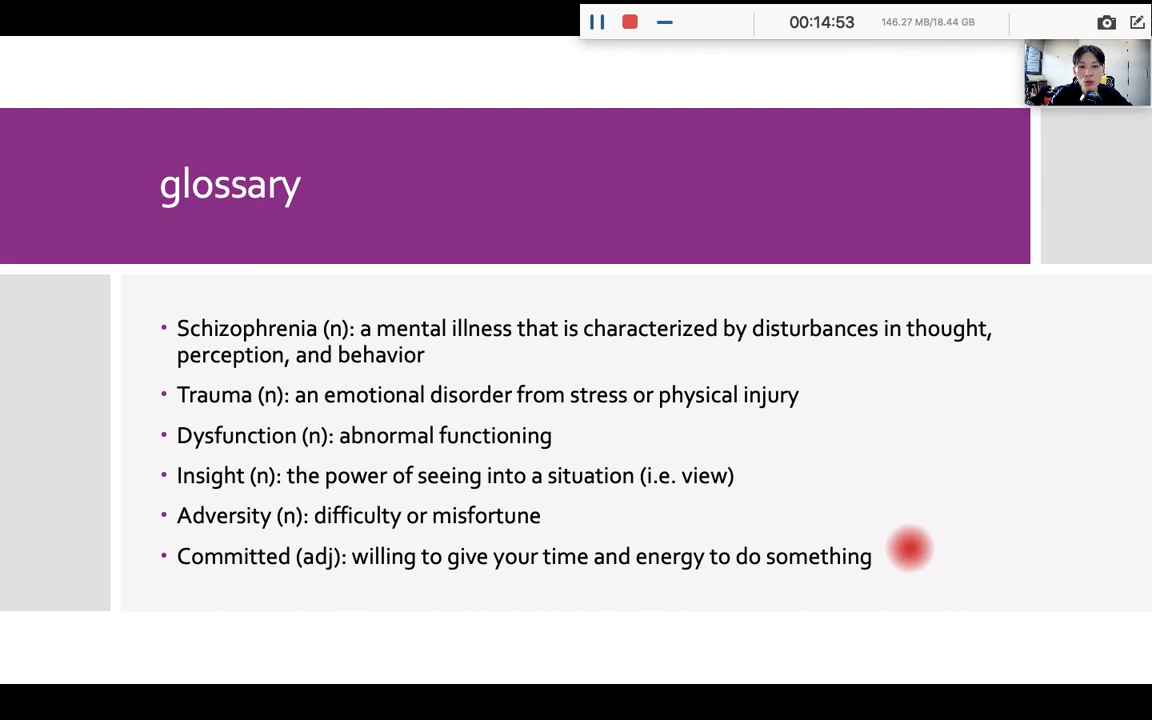 00:14:53
146.27 MB/18.44 GB
glossary
• Schizophrenia (n): a mental illness that is characterized by disturbances in thought,
perception, and behavior
• Trauma (n): an emotional disorder from stress or physical injury
• Dysfunction (n): abnormal functioning
• Insight (n): the power of seeing into a situation (i.e. view)
• Adversity (n): difficulty or misfortune
• Committed (adj): willing to give your time and energy to do something